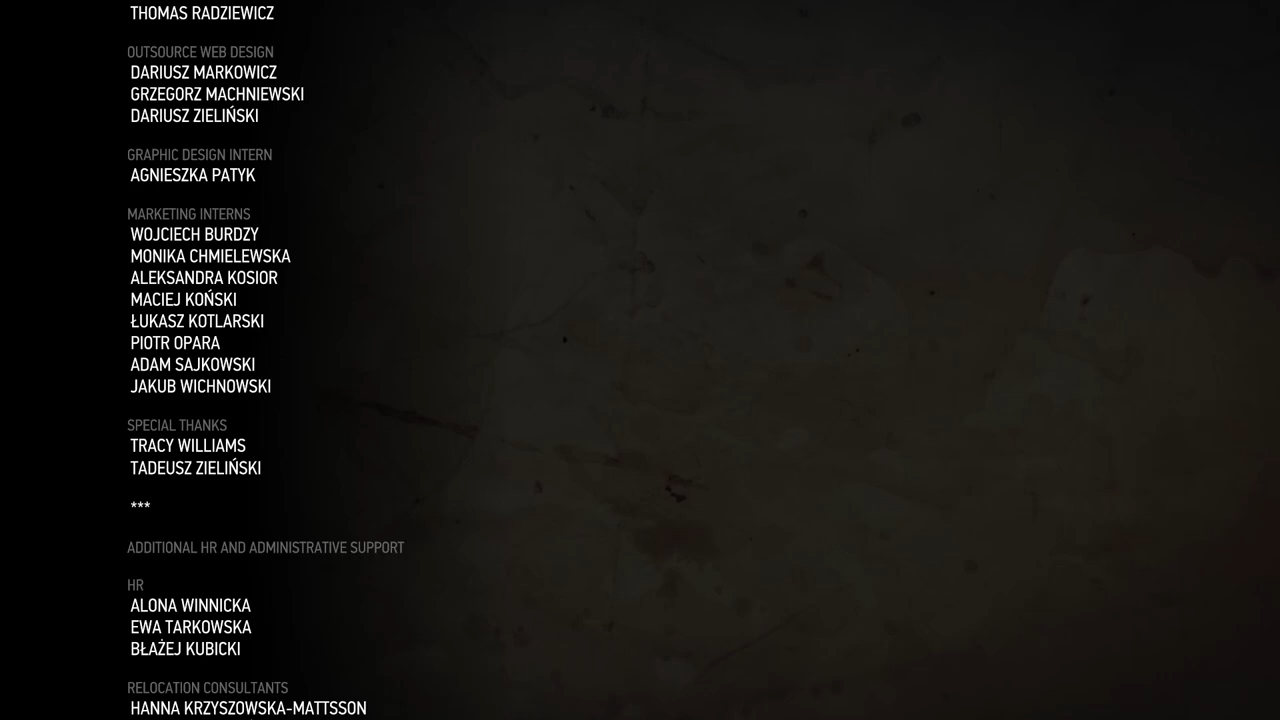 THOMAS RADZIEWICZ
OUTSOURCE WEB DESIGN
DARIUSZ MARKOWICZ
GRZEGORZ MACHNIEWSKI
DARIUSZ ZIELIŃSKI
GRAPHIC DESIGN INTERN
AGNIESZKA PATYK
MARKETING INTERNS
WOJCIECH BURDZY
MONIKA CHMIELEWSKA
ALEKSANDRA KOSIOR
MACIEJ KOŃSKI
ŁUKASZ KOTLARSKI
PIOTR OPARA
ADAM SAJKOWSKI
JAKUB WICHNOWSKI
SPECIAL THANKS
TRACY WILLIAMS
TADEUSZ ZIELIŃSKI
***
ADDITIONAL HR AND ADMINISTRATIVE SUPPORT
HR
ALONA WINNICKA
EWA TARKOWSKA
BŁAŻEJ KUBICKI
RELOCATION CONSULTANTS
HANNA KRZYSZOWSKA-MATTSSON